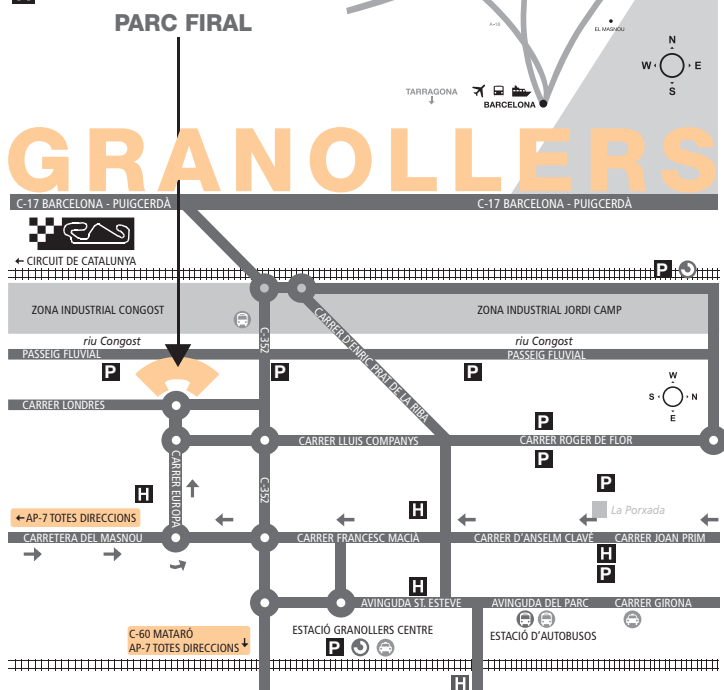 PARC FIRAL
A-18
EL MASNOU
N
W E
S
TARRAGONA
BARCELONA
GRANOLLERS
C-17 BARCELONA - PUIGCERDÀ
C-17 BARCELONA - PUIGCERDÀ
CIRCUIT DE CATALUNYA
P
ZONA INDUSTRIAL CONGOST
ZONA INDUSTRIAL JORDI CAMP
C-352
CARRER D'ENRIC PRAT DE LA RIBA
riu Congost
riu Congost
PASSEIG FLUVIAL
PASSEIG FLUVIAL
P
P
P
W
S N
E
CARRER LONDRES
P
CARRER LLUIS COMPANYS
CARRER ROGER DE FLOR
P
CARRER EUROPA
C-352
P
H
H
La Porxada
AP-7 TOTES DIRECCIONS
CARRETERA DEL MASNOU
CARRER FRANCESC MACIÀ
CARRER D'ANSELM CLAVÉ
CARRER JOAN PRIM
H
P
H
AVINGUDA ST. ESTEVE
AVINGUDA DEL PARC
CARRER GIRONA
C-60 MATARÓ
AP-7 TOTES DIRECCIONS
ESTACIÓ GRANOLLERS CENTRE
P
ESTACIÓ D'AUTOBUSOS
H